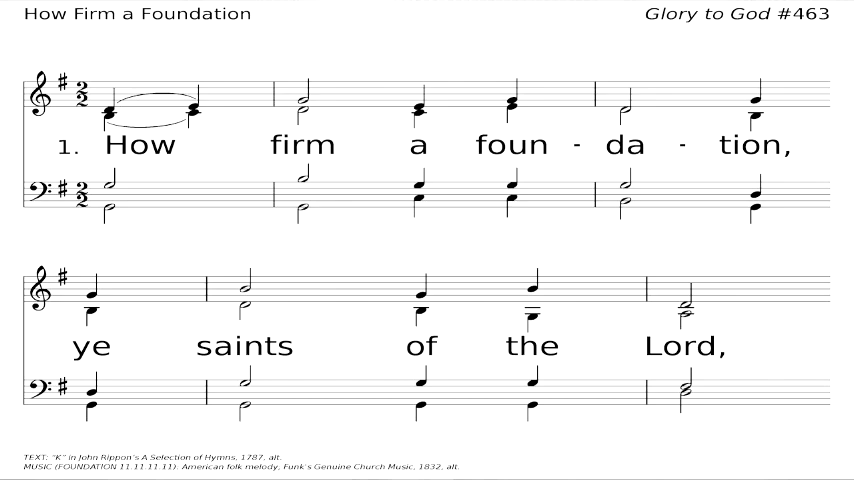 How Firm a Foundation Glory to God #463
1. How firm a foun - da - tion,
ye saints of the Lord,
TEXT: “K” in John Rippon's A Selection of Hymns, 1787, alt.
MUSIC (FOUNDATION 11.11.11.11). American folk melody, Funk's Genuine Church Music, 1832, alt.